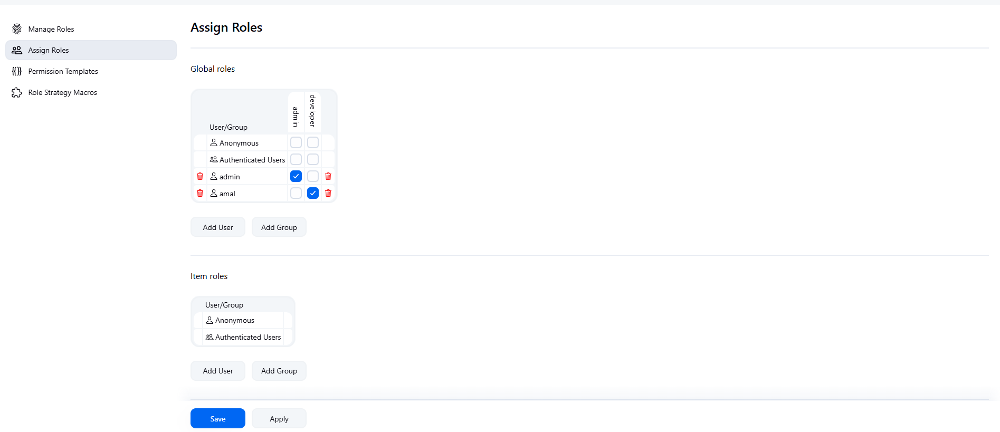 Manage Roles
Assign Roles
Permission Templates
Role Strategy Macros
Assign Roles
Global roles
User/Group
admin
developer
Anonymous
Authenticated Users
admin
amal
Add User
Add Group
Item roles
User/Group
Anonymous
Authenticated Users
Add User
Add Group
Save
Apply